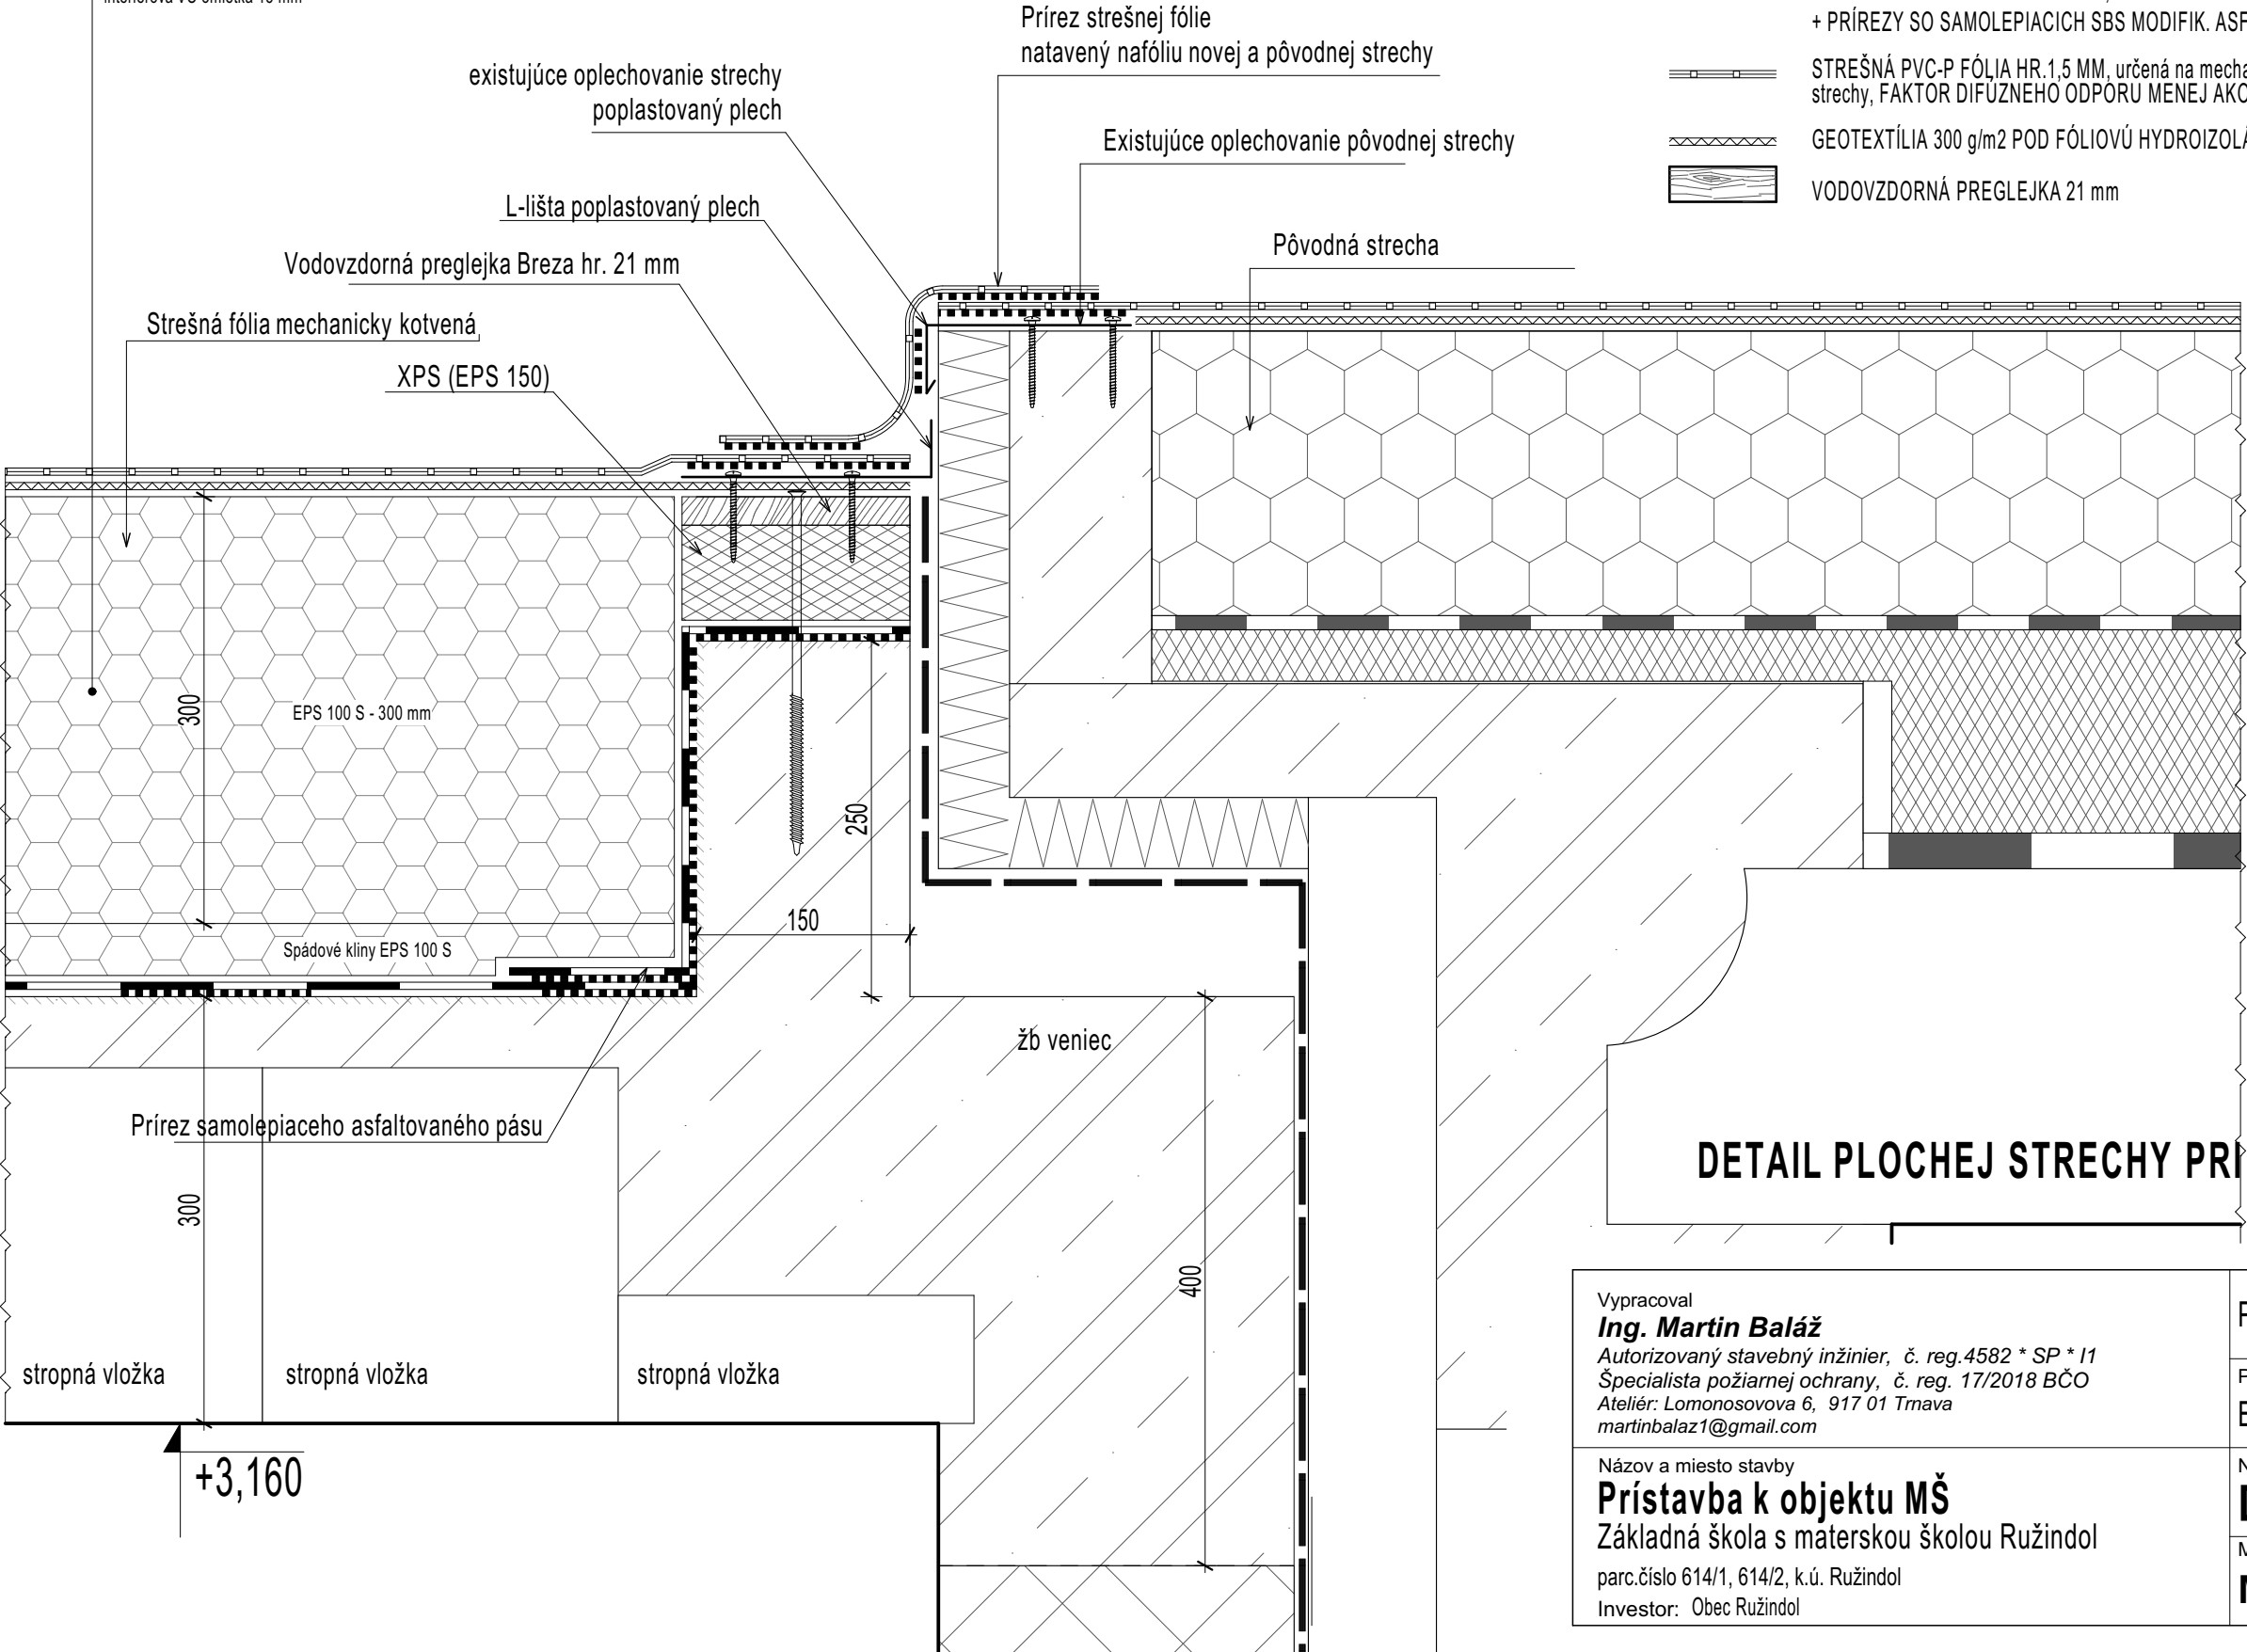 Prírez strešnej fólie
natavený nafóliu novej a pôvodnej strechy
existujúce oplechovanie strechy
poplastovaný plech
Existujúce oplechovanie pôvodnej strechy
L-lišta poplastovaný plech
Vodovzdorná preglejka Breza hr. 21 mm
Pôvodná strecha
Strešná fólia mechanicky kotvená
XPS (EPS 150)
+ PRÍREZY SO SAMOLEPIACICH SBS MODIFIK.
STREŠNÁ PVC-P FÓLIA HR.1,5 MM, určená na
strechy, FAKTOR DIFÚZNEHO ODPORU MENEJ AKO
GEOTEXTÍLIA 300 g/m2 POD FÓLIOVÚ
VODOVZDORNÁ PREGLEJKA 21 mm
300
EPS 100 S - 300 mm
250
150
Spádové kliny EPS 100 S
žb veniec
Prírez samolepiaceho asfaltovaného pásu
300
400
stropná vložka
stropná vložka
stropná vložka
+3,160
DETAIL PLOCHEJ STRECHY PRI
Vypracoval
Ing. Martin Baláž
Autorizovaný stavebný inžinier, č. reg.4582 * SP * I1
Špecialista požiarnej ochrany, č. reg. 17/2018 BČO
Ateliér: Lomonosovova 6, 917 01 Trnava
martinbalaz1@gmail.com
Názov a miesto stavby
Prístavba k objektu MŠ
Základná škola s materskou školou Ružindol
parc.číslo 614/1, 614/2, k.ú. Ružindol
Investor: Obec Ružindol